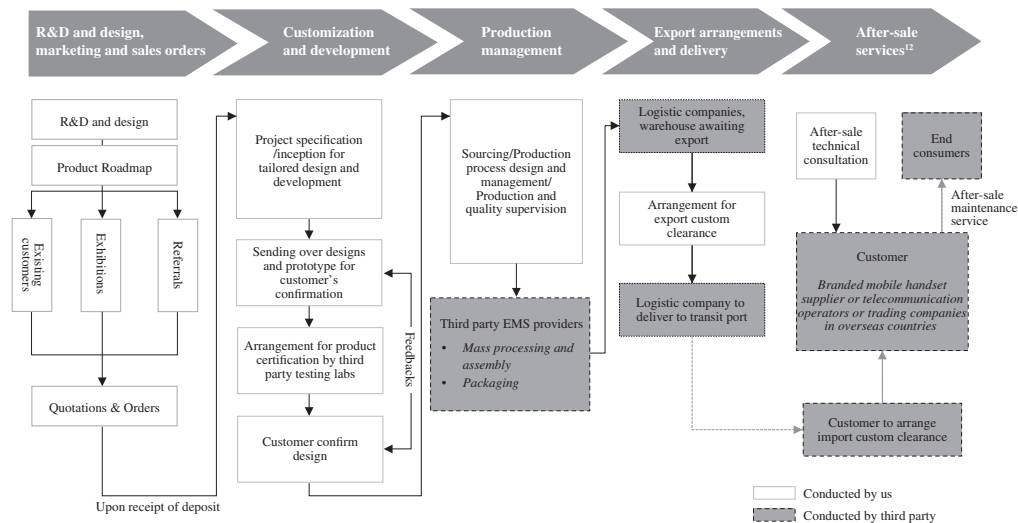 R&D and design,
marketing and sales orders
Customization
and development
Production
management
Export arrangements
and delivery
After-sale
services¹²
R&D and design
Product Roadmap
Existing
customers
Exhibitions
Referrals
Quotations & Orders
Upon receipt of deposit
Project specification
/inception for
tailored design and
development
Sending over designs
and prototype for
customer's
confirmation
Arrangement for product
certification by third
party testing labs
Customer confirm
design
Feedbacks
Sourcing/Production
process design and
management/
Production and
quality supervision
Third party EMS providers
• Mass processing and
assembly
• Packaging
Logistic companies,
warehouse awaiting
export
Arrangement for
export custom
clearance
Logistic company to
deliver to transit port
After-sale
technical
consultation
End
consumers
After-sale
maintenance
service
Customer
Branded mobile handset
supplier or telecommunication
operators or trading companies
in overseas countries
Customer to arrange
import custom clearance
Conducted by us
Conducted by third party